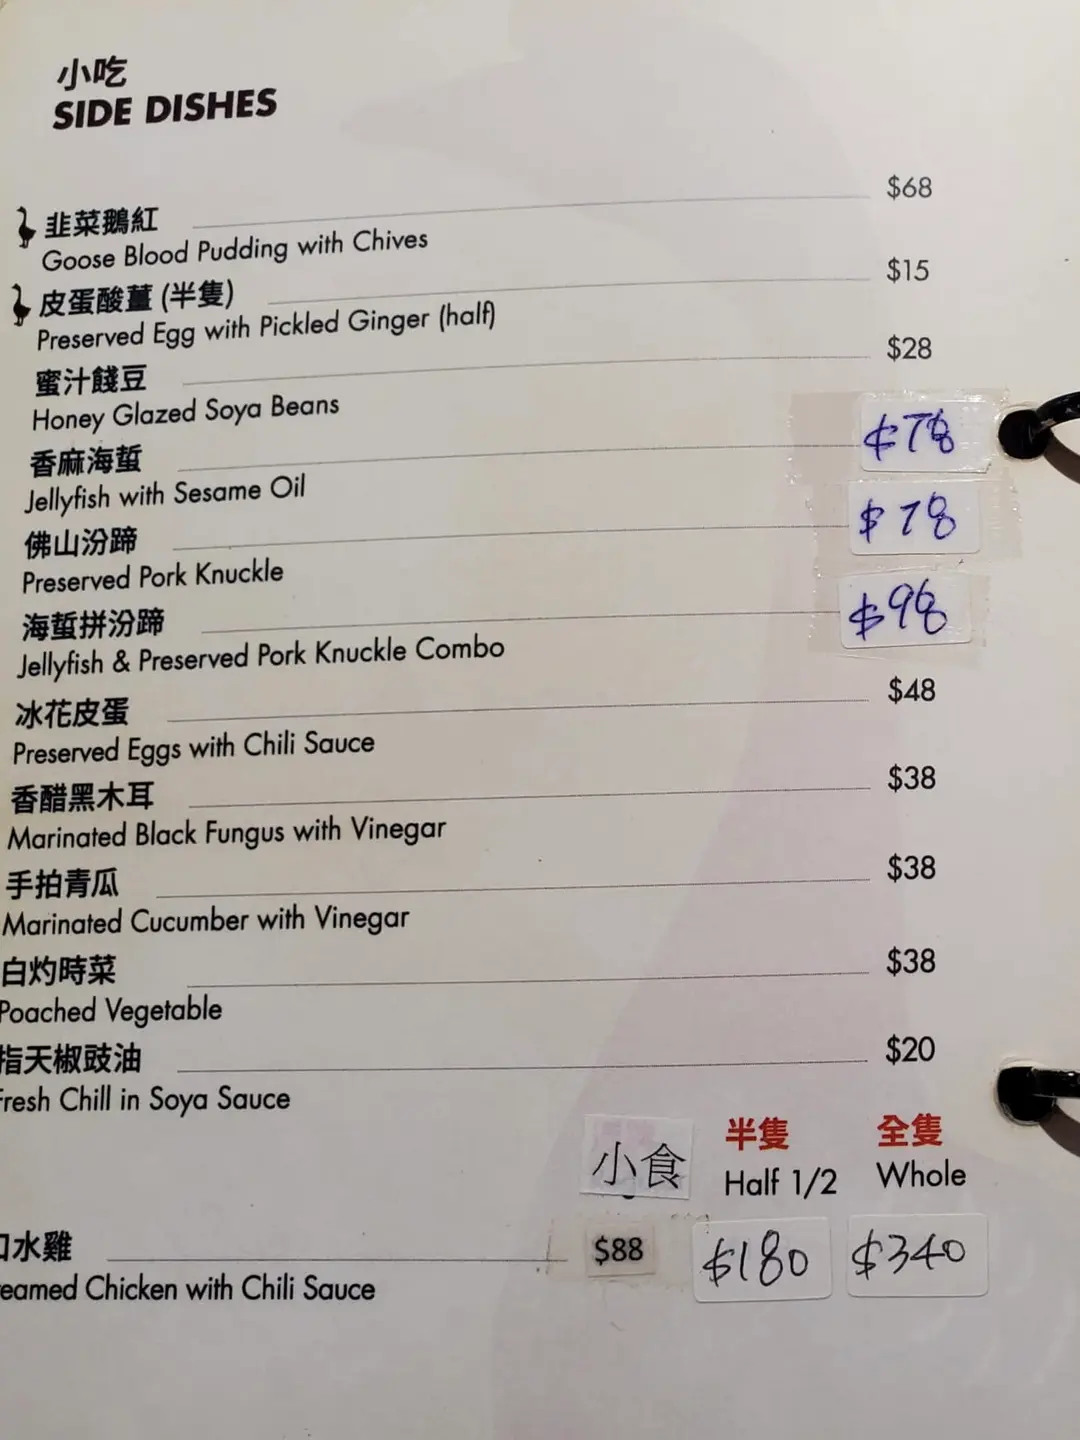 小吃
SIDE DISHES
韭菜鵝紅 $68
Goose Blood Pudding with Chives
皮蛋酸薑 (半隻) $15
Preserved Egg with Pickled Ginger (half)
蜜汁餞豆 $28
Honey Glazed Soya Beans
香麻海蜇 $78
Jellyfish with Sesame Oil
佛山汾蹄 $78
Preserved Pork Knuckle
海蜇拼汾蹄 $98
Jellyfish & Preserved Pork Knuckle Combo
冰花皮蛋 $48
Preserved Eggs with Chili Sauce
香醋黑木耳 $38
Marinated Black Fungus with Vinegar
手拍青瓜 $38
Marinated Cucumber with Vinegar
白灼時菜 $38
Poached Vegetable
指天椒豉油 $20
Fresh Chill in Soya Sauce
小食 半隻 全隻
Half 1/2 Whole
口水雞 $88 $180 $340
eamed Chicken with Chili Sauce